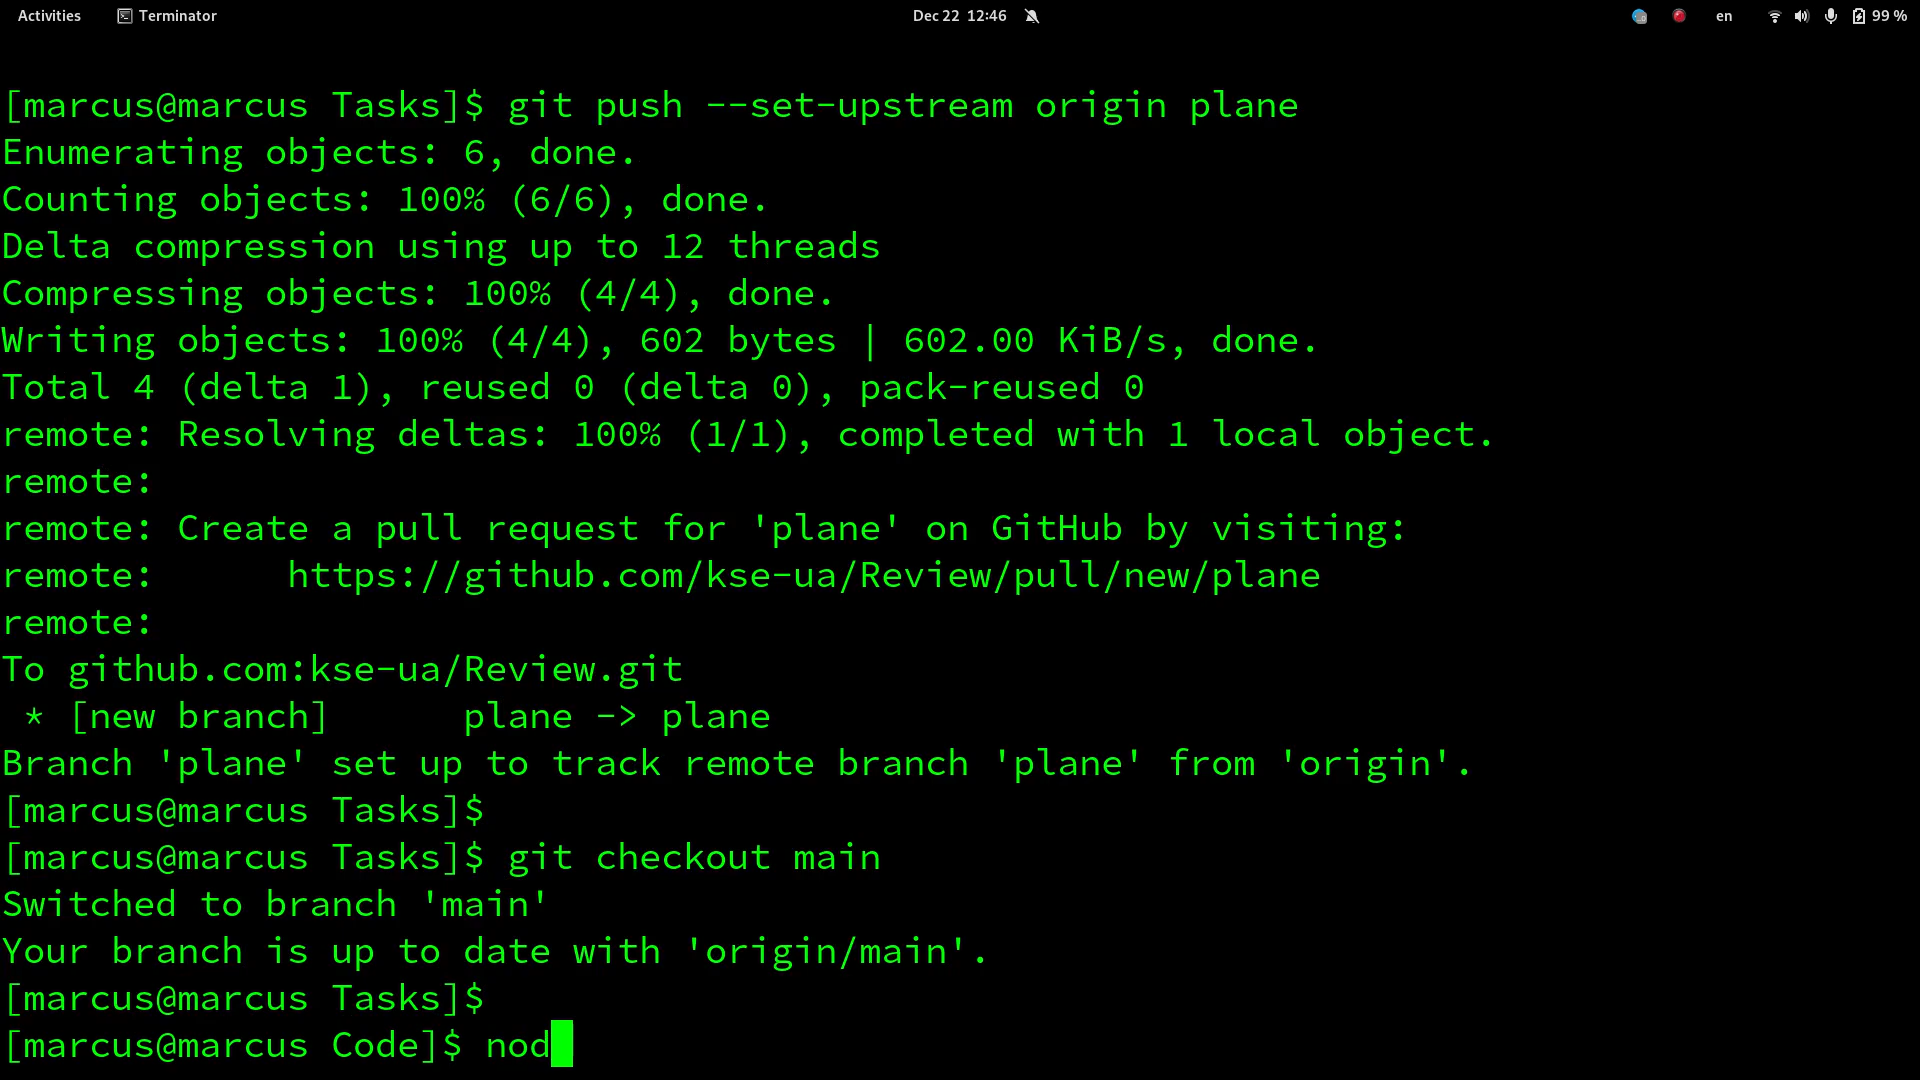 Activities Terminator Dec 22 12:46 en 99 %
[marcus@marcus Tasks]$ git push --set-upstream origin plane
Enumerating objects: 6, done.
Counting objects: 100% (6/6), done.
Delta compression using up to 12 threads
Compressing objects: 100% (4/4), done.
Writing objects: 100% (4/4), 602 bytes | 602.00 KiB/s, done.
Total 4 (delta 1), reused 0 (delta 0), pack-reused 0
remote: Resolving deltas: 100% (1/1), completed with 1 local object.
remote:
remote: Create a pull request for 'plane' on GitHub by visiting:
remote:      https://github.com/kse-ua/Review/pull/new/plane
remote:
To github.com:kse-ua/Review.git
 * [new branch]      plane -> plane
Branch 'plane' set up to track remote branch 'plane' from 'origin'.
[marcus@marcus Tasks]$
[marcus@marcus Tasks]$ git checkout main
Switched to branch 'main'
Your branch is up to date with 'origin/main'.
[marcus@marcus Tasks]$
[marcus@marcus Code]$ nod